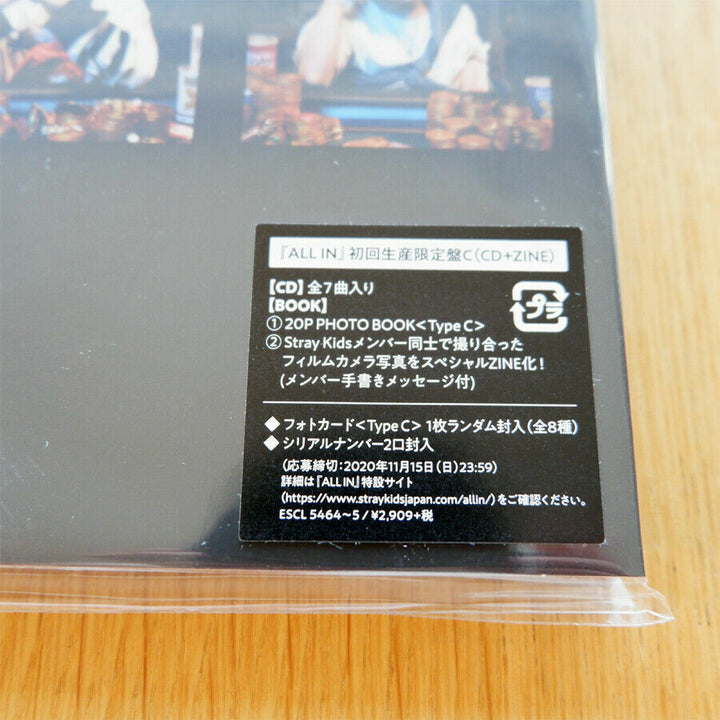 『ALL IN』初回生産限定盤C(CD+ZINE)
【CD】全7曲入り
【BOOK】
① 20P PHOTO BOOK<Type C>
② Stray Kidsメンバー同士で撮り合った
フィルムカメラ写真をスペシャルZINE化!
(メンバー手書きメッセージ付)
プラ
◆ フォトカード<Type C> 1枚ランダム封入(全8種)
◆ シリアルナンバー2口封入
(応募締切:2020年11月15日(日)23:59)
詳細は『ALL IN』特設サイト
(https://www.straykidsjapan.com/allin/)をご確認ください。
ESCL 5464~5/¥2,909+税